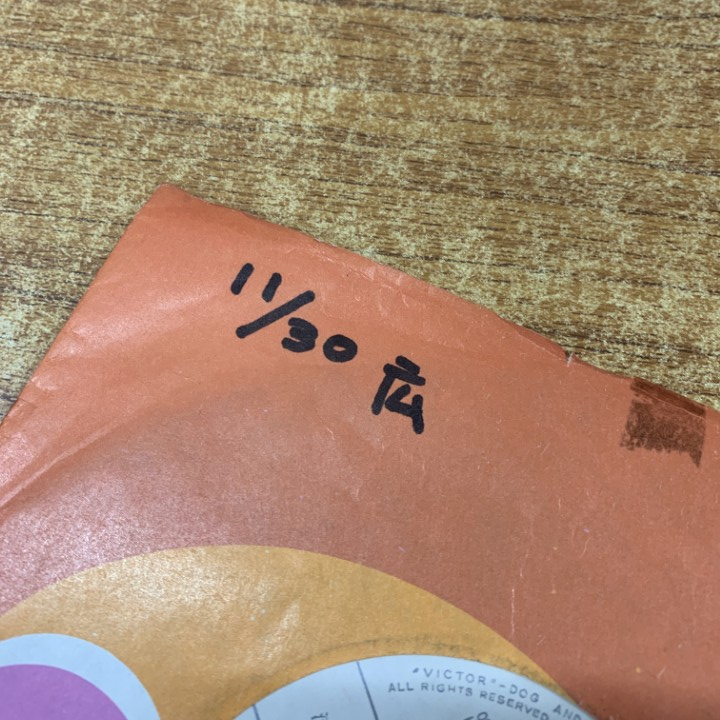 11/30 広
"VICTOR"-DOG AND
ALL RIGHTS RESERVED